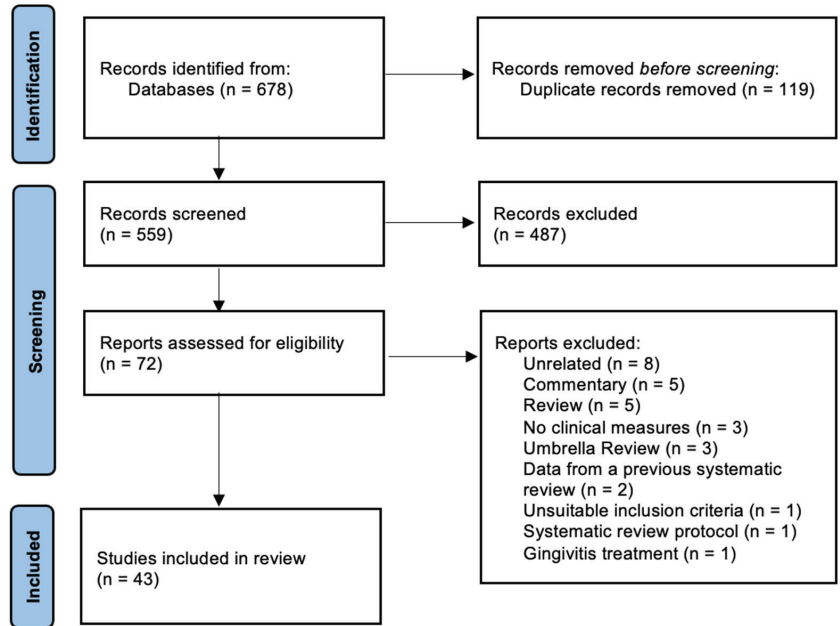 Identification
Records identified from:
Databases (n = 678)
Records removed before screening:
Duplicate records removed (n = 119)
Screening
Records screened
(n = 559)
Records excluded
(n = 487)
Reports assessed for eligibility
(n = 72)
Reports excluded:
Unrelated (n = 8)
Commentary (n = 5)
Review (n = 5)
No clinical measures (n = 3)
Umbrella Review (n = 3)
Data from a previous systematic
review (n = 2)
Unsuitable inclusion criteria (n = 1)
Systematic review protocol (n = 1)
Gingivitis treatment (n = 1)
Included
Studies included in review
(n = 43)